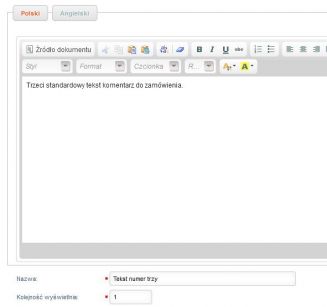 Polski Angielski
Źródło dokumentu B I U abc
Styl Format Czcionka R... A A
Trzeci standardowy tekst komentarz do zamówienia.
Nazwa: Tekst numer trzy
Kolejność wyświetlnia: 1